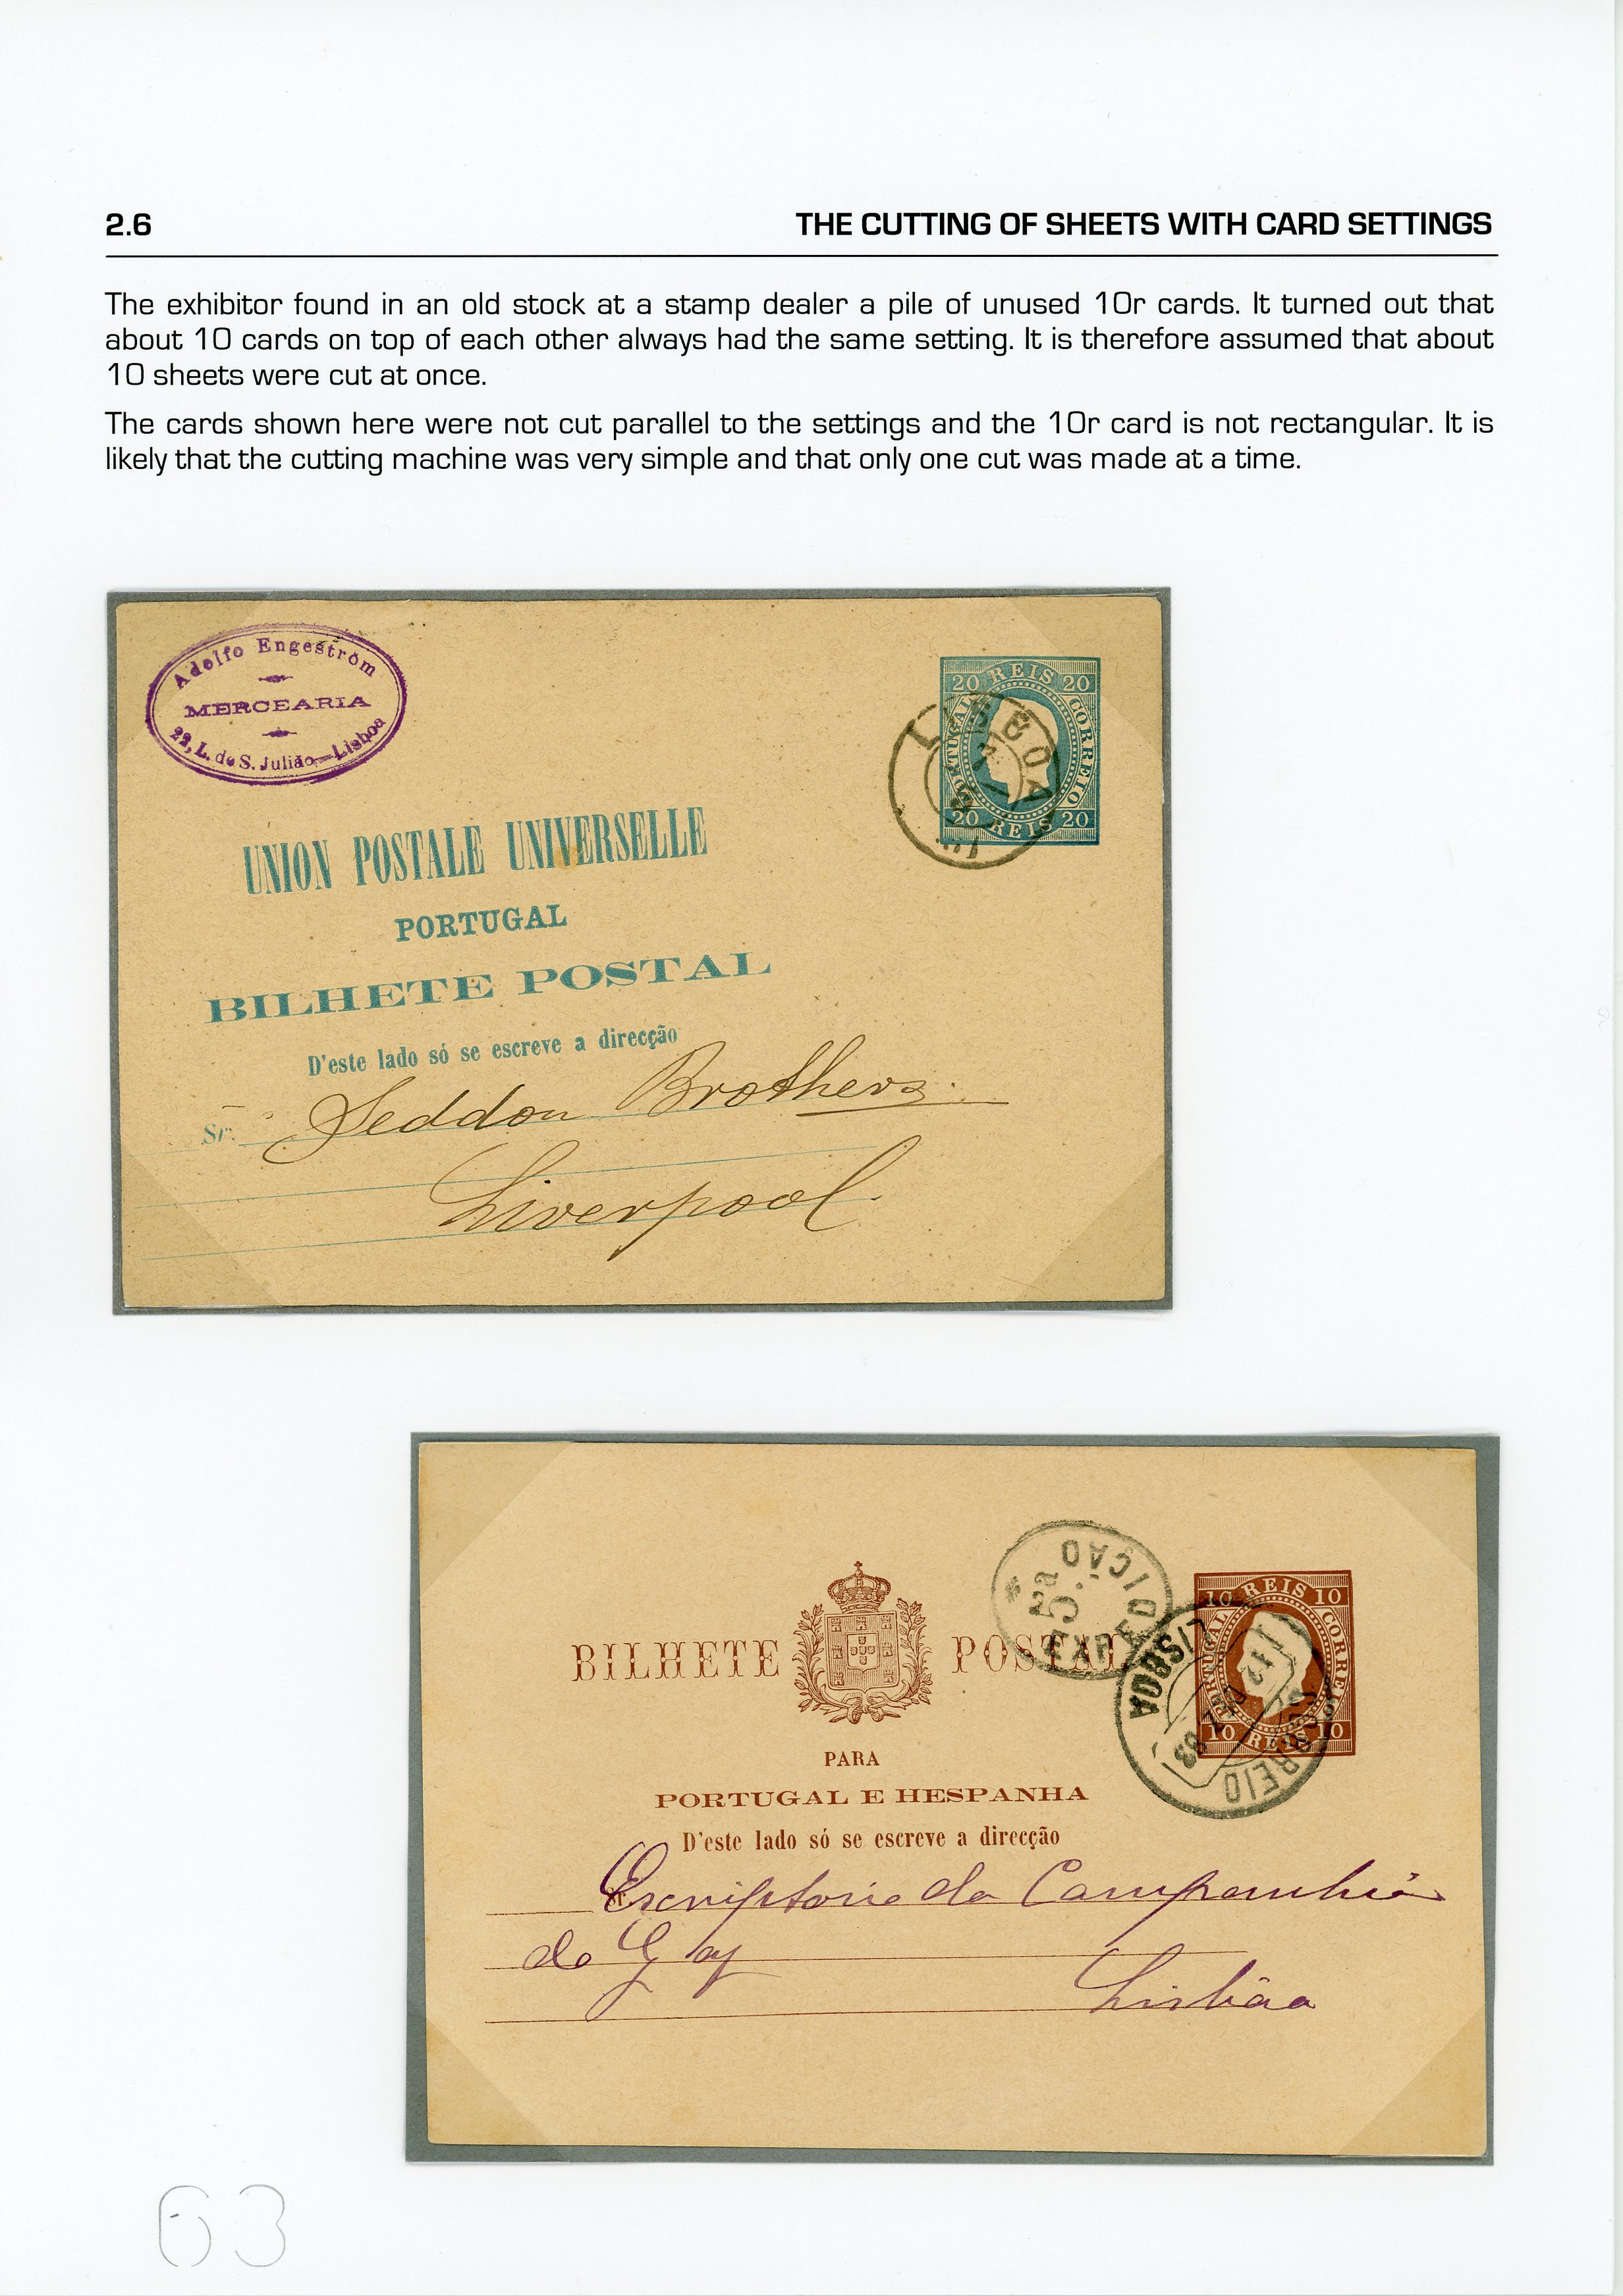 2.6 THE CUTTING OF SHEETS WITH CARD SETTINGS
The exhibitor found in an old stock at a stamp dealer a pile of unused 10r cards. It turned out that
about 10 cards on top of each other always had the same setting. It is therefore assumed that about
10 sheets were cut at once.
The cards shown here were not cut parallel to the settings and the 10r card is not rectangular. It is
likely that the cutting machine was very simple and that only one cut was made at a time.
Adolfo Engeström
MERCEARIA
22, L. de S. Julião—Lisboa
20 REIS 20
PORTUGAL
CORREIO
20 REIS 20
LISBOA
UNION POSTALE UNIVERSELLE
PORTUGAL
BILHETE POSTAL
D'este lado só se escreve a direcção
Sr. Seddon Brothers
Liverpool.
5ª EXPEDIÇÃO
10 REIS 10
PORTUGAL
CORREIO
10 REIS 10
CORREIO
LISBOA
12
83
BILHETE POSTAL
PARA
PORTUGAL E HESPANHA
D'este lado só se escreve a direcção
Escriptorio da Companhia
do Gaz
Lisbôa
63